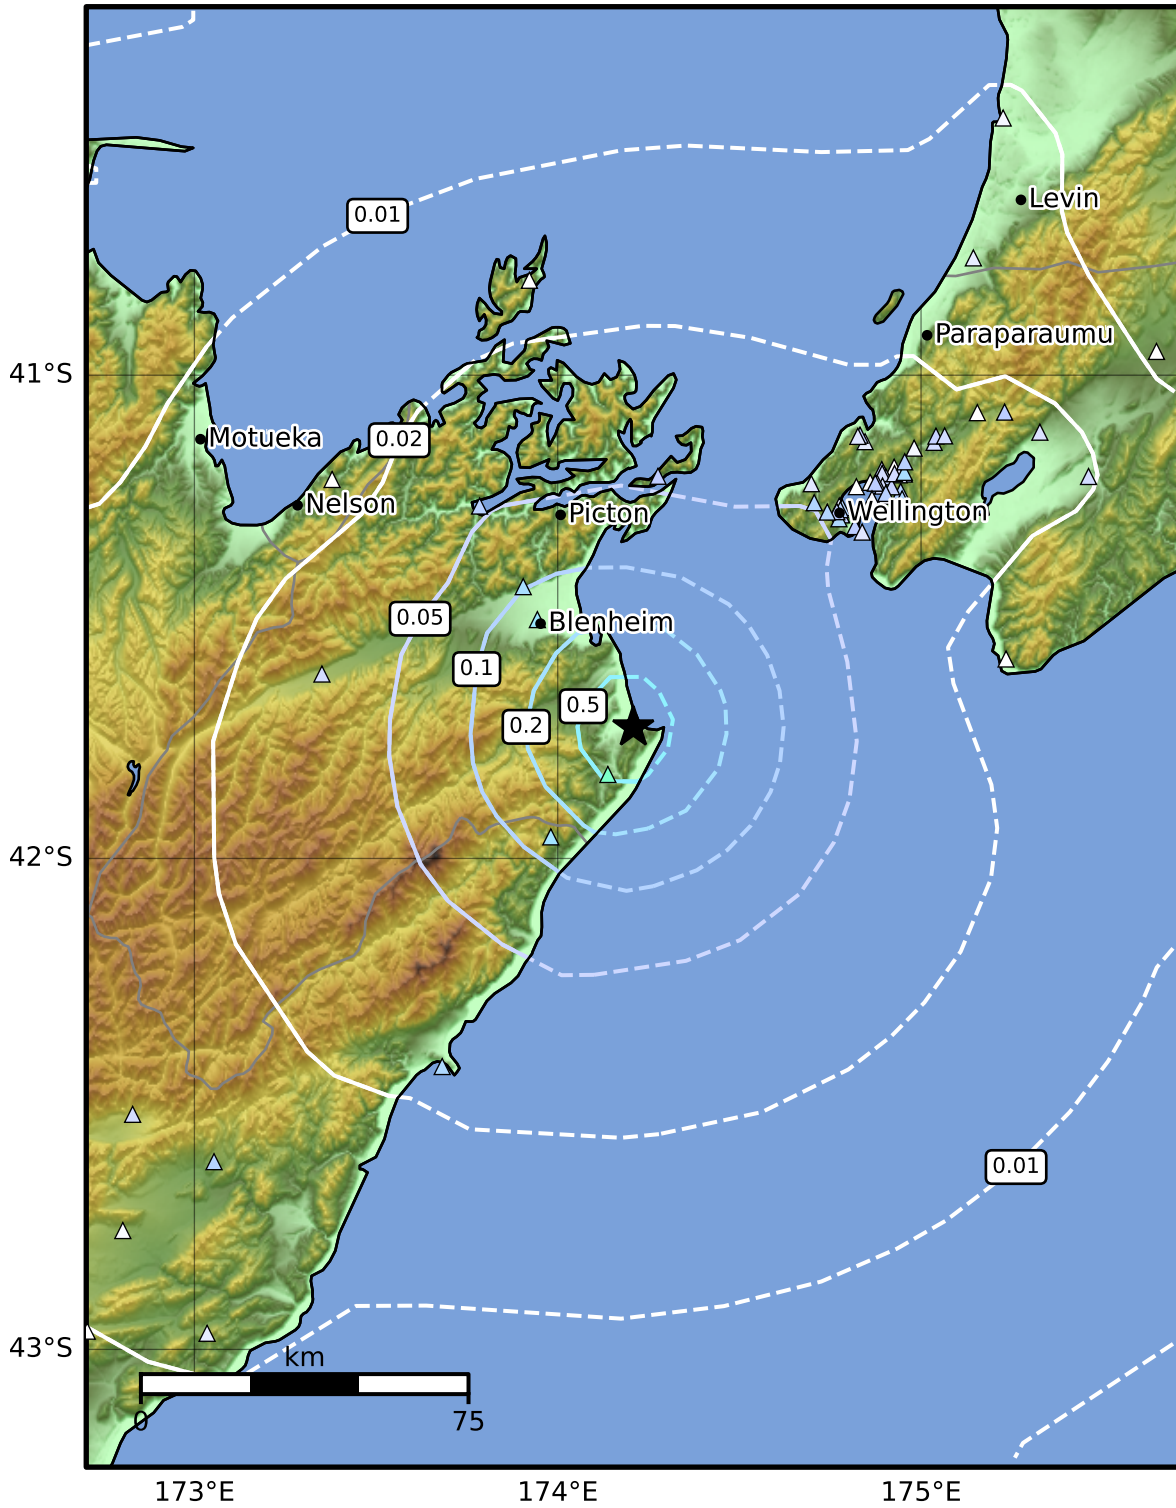 0.01
Levin
Paraparaumu
41°S
Motueka
0.02
Nelson
Picton
Wellington
0.05
Blenheim
0.1
0.5
0.2
42°S
0.01
43°S
km
0
75
173°E
174°E
175°E